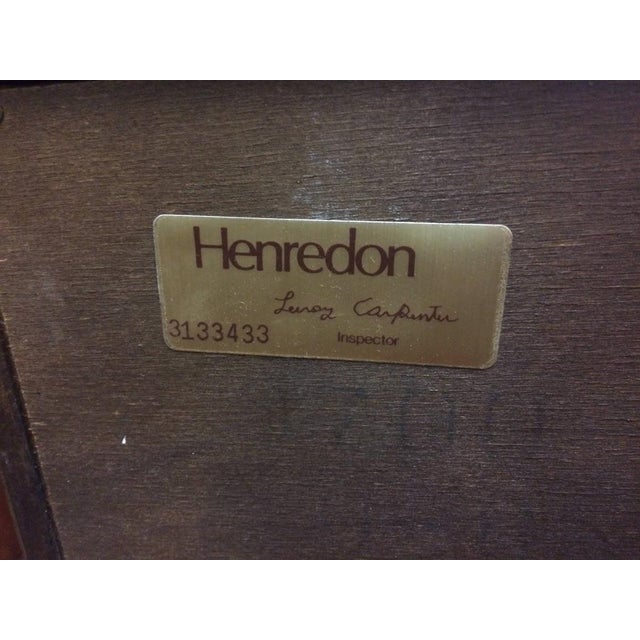 Henredon
Leroy Carpenter
3133433 Inspector